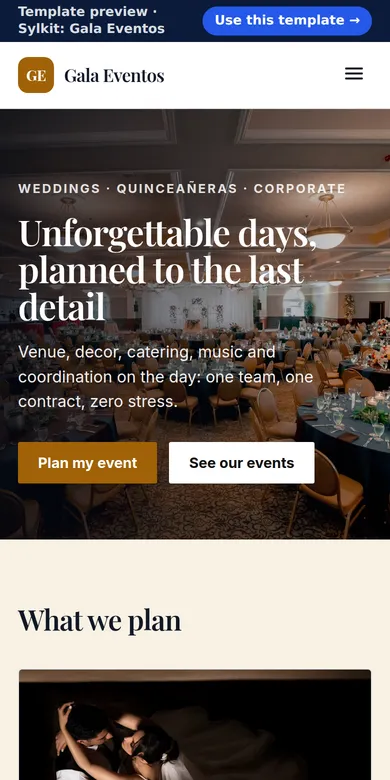 Template preview ·
Sylkit: Gala Eventos
Use this template →
GE
Gala Eventos
WEDDINGS · QUINCEAÑERAS · CORPORATE
Unforgettable days,
planned to the last
detail
Venue, decor, catering, music and
coordination on the day: one team, one
contract, zero stress.
Plan my event
See our events
What we plan